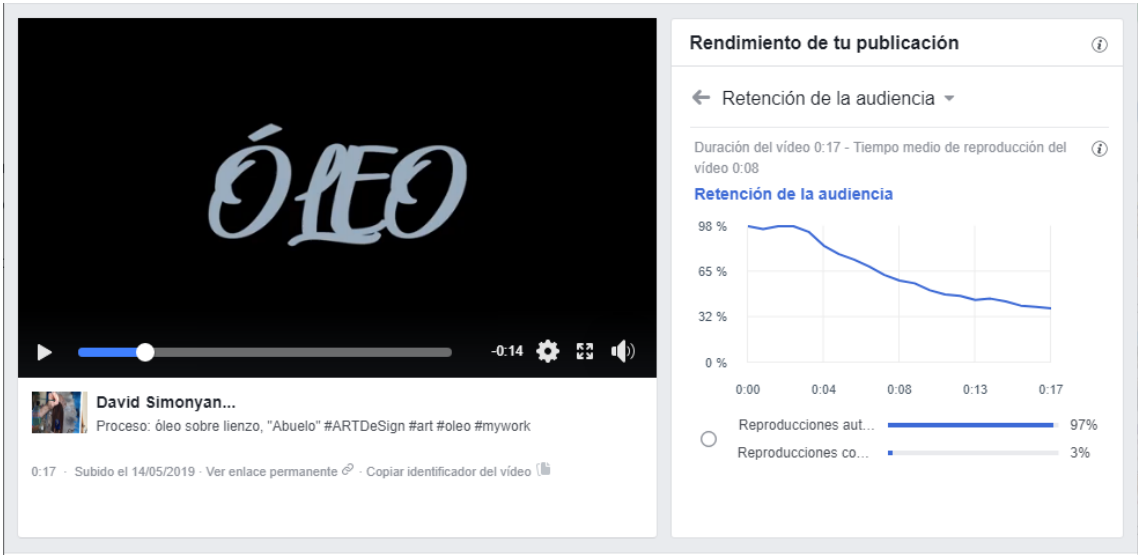 ÓLEO
-0:14
David Simonyan...
Proceso: óleo sobre lienzo, "Abuelo" #ARTDeSign #art #oleo #mywork
0:17 · Subido el 14/05/2019 · Ver enlace permanente · Copiar identificador del vídeo
Rendimiento de tu publicación
Retención de la audiencia
Duración del vídeo 0:17 - Tiempo medio de reproducción del
vídeo 0:08
Retención de la audiencia
98 %
65 %
32 %
0 %
0:00 0:04 0:08 0:13 0:17
Reproducciones aut... 97%
Reproducciones co... 3%